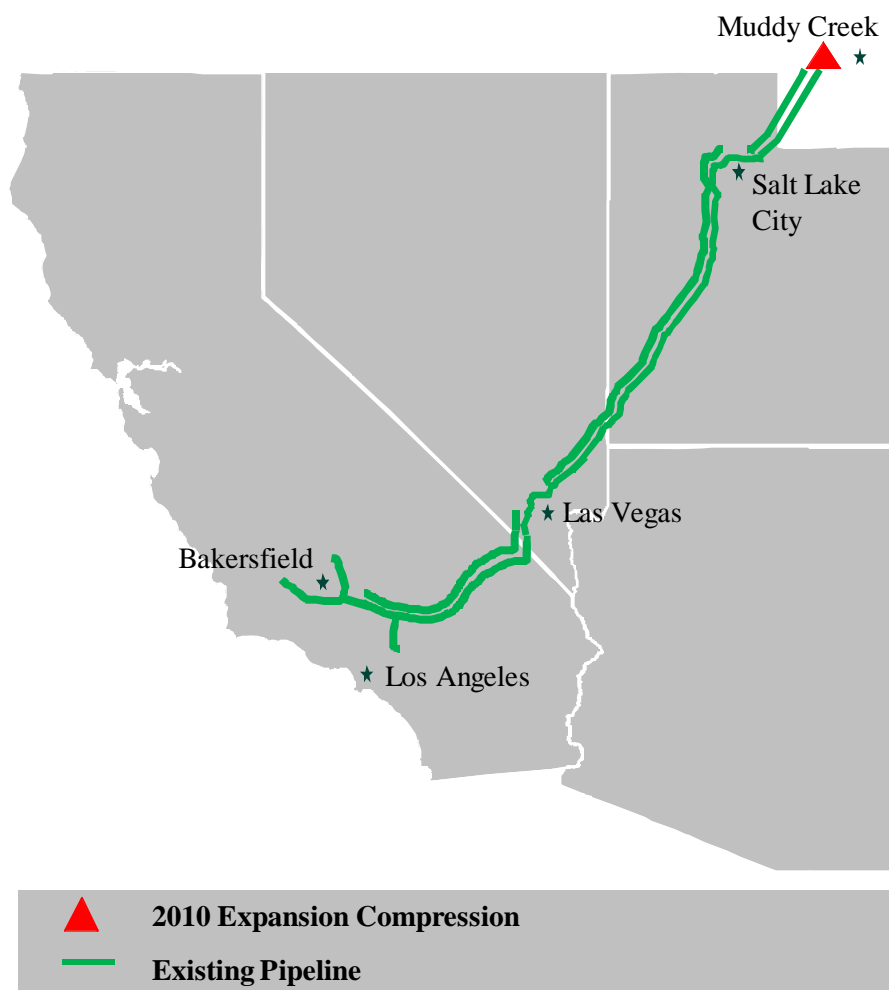 Muddy Creek
Salt Lake
City
Las Vegas
Bakersfield
Los Angeles
2010 Expansion Compression
Existing Pipeline